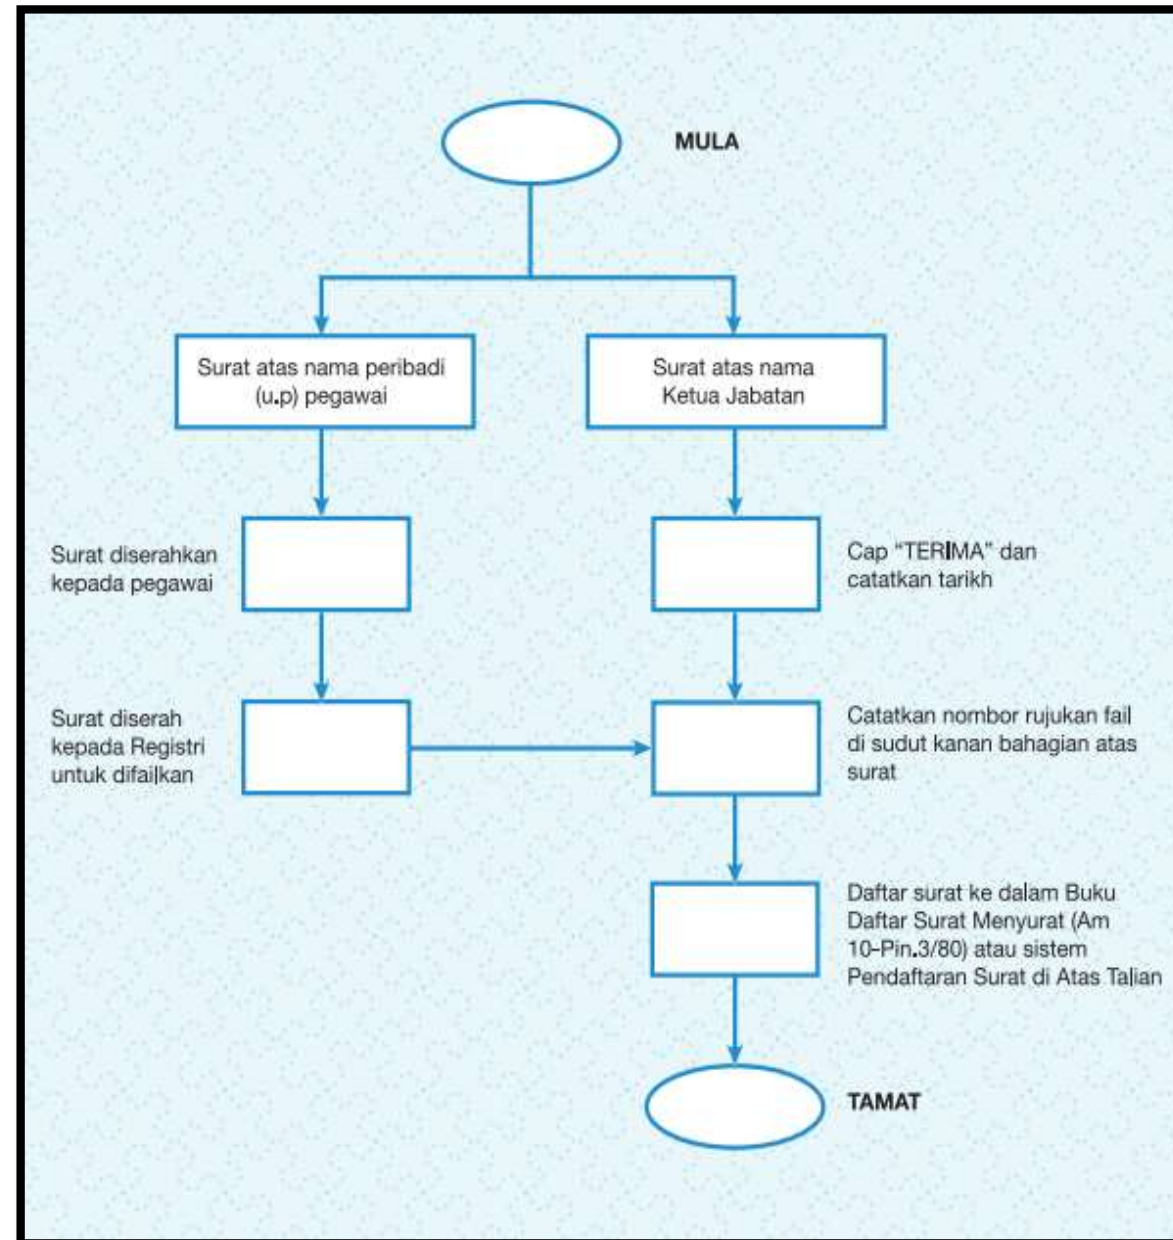 MULA
Surat atas nama peribadi
(u.p) pegawai
Surat atas nama
Ketua Jabatan
Surat diserahkan
kepada pegawai
Cap “TERIMA” dan
catatkan tarikh
Surat diserah
kepada Registri
untuk difailkan
Catatkan nombor rujukan fail
di sudut kanan bahagian atas
surat
Daftar surat ke dalam Buku
Daftar Surat Menyurat (Am
10-Pin.3/80) atau sistem
Pendaftaran Surat di Atas Talian
TAMAT